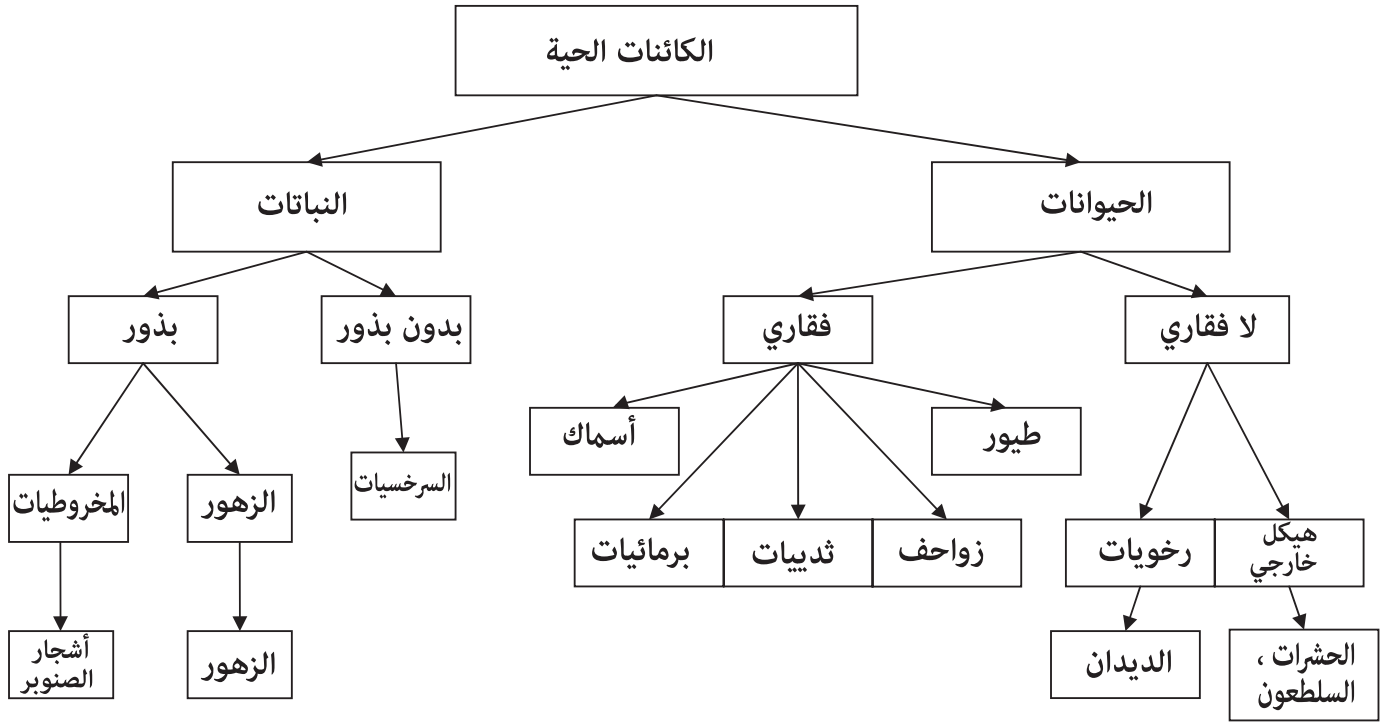 الكائنات الحية
الحيوانات
النباتات
لا فقاري
فقاري
بدون بذور
بذور
طيور
أسماك
السرخسيات
الزهور
المخروطيات
هيكل
خارجي
رخويات
زواحف
ثدييات
برمائيات
الحشرات ،
السلطعون
الديدان
الزهور
أشجار
الصنوبر